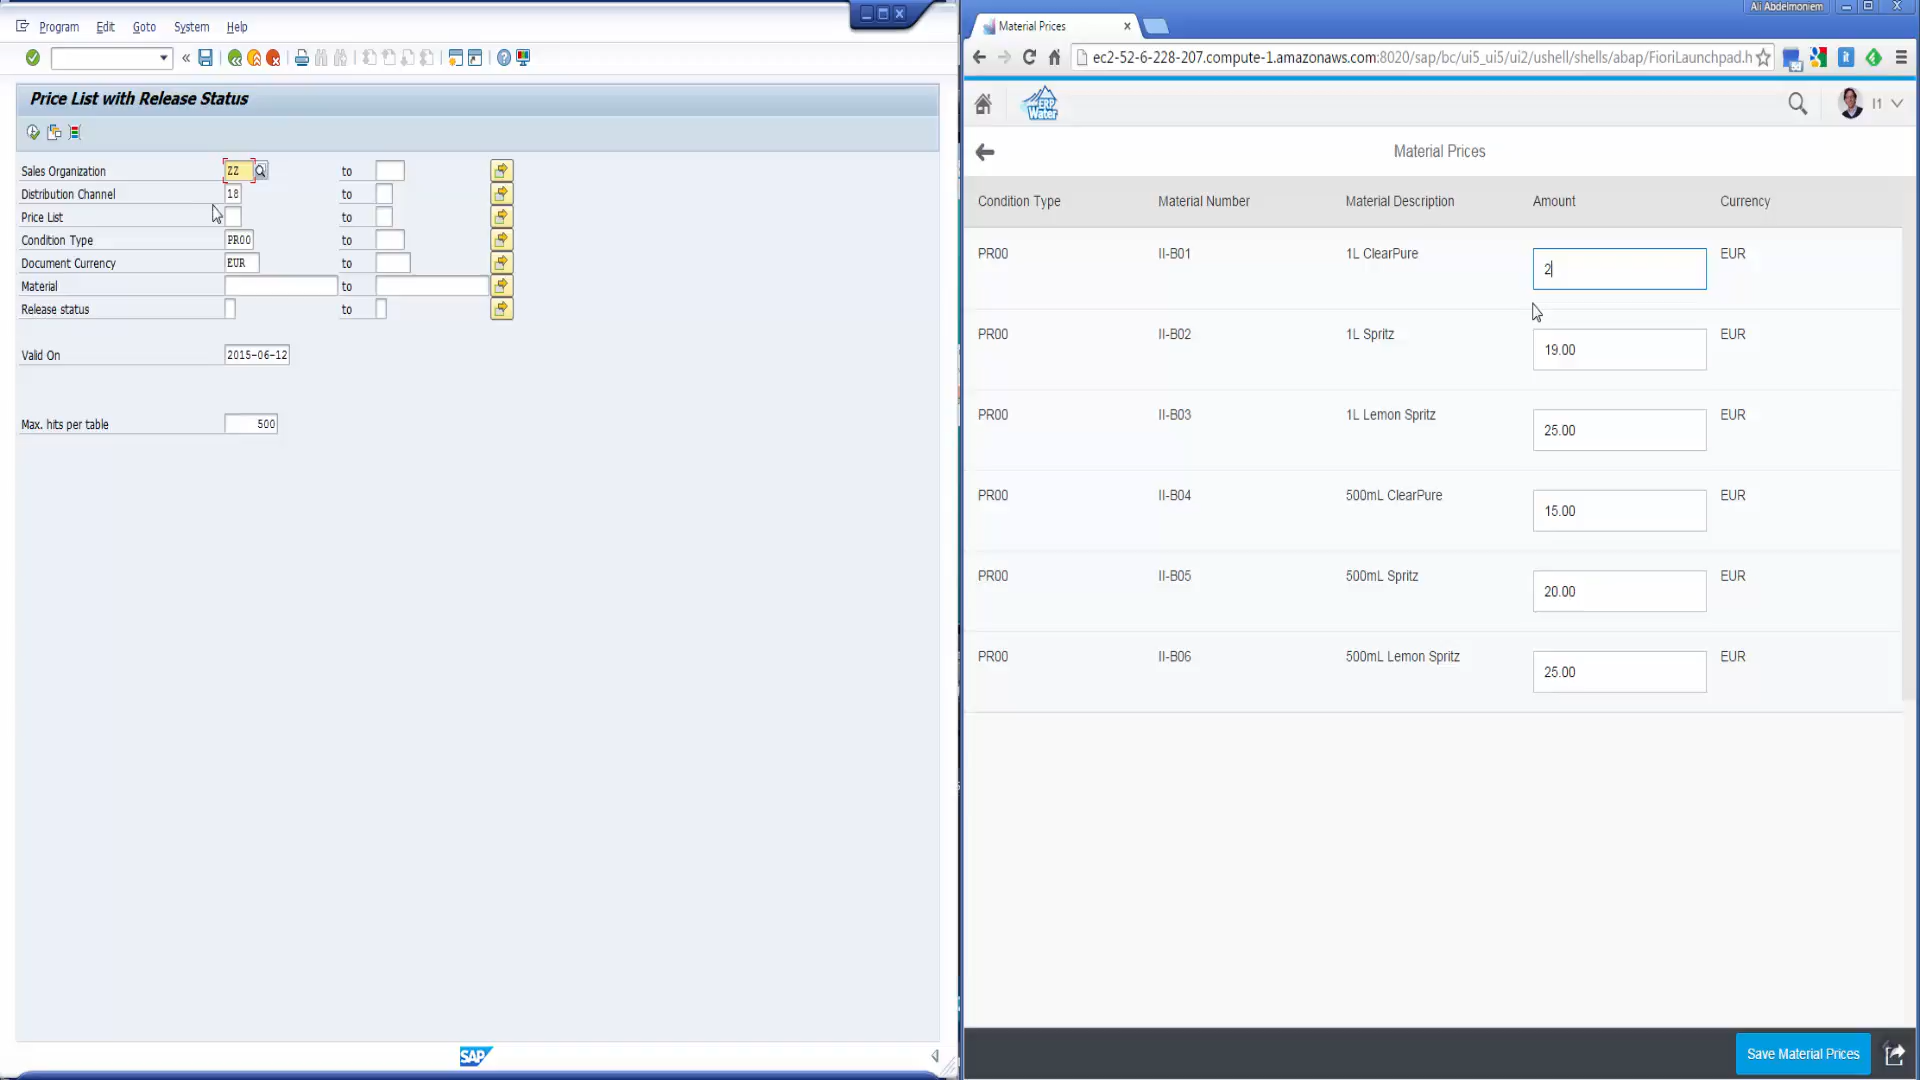 Program Edit Goto System Help
Price List with Release Status
Sales Organization ZZ to
Distribution Channel 18 to
Price List to
Condition Type PR00 to
Document Currency EUR to
Material to
Release status to
Valid On 2015-06-12
Max. hits per table 500
SAP
Ali Abdelmoniem
Material Prices
ec2-52-6-228-207.compute-1.amazonaws.com:8020/sap/bc/ui5_ui5/ui2/ushell/shells/abap/FioriLaunchpad.h
ERP
Water
I1
Material Prices
Condition Type Material Number Material Description Amount Currency
PR00 II-B01 1L ClearPure 2 EUR
PR00 II-B02 1L Spritz 19.00 EUR
PR00 II-B03 1L Lemon Spritz 25.00 EUR
PR00 II-B04 500mL ClearPure 15.00 EUR
PR00 II-B05 500mL Spritz 20.00 EUR
PR00 II-B06 500mL Lemon Spritz 25.00 EUR
Save Material Prices